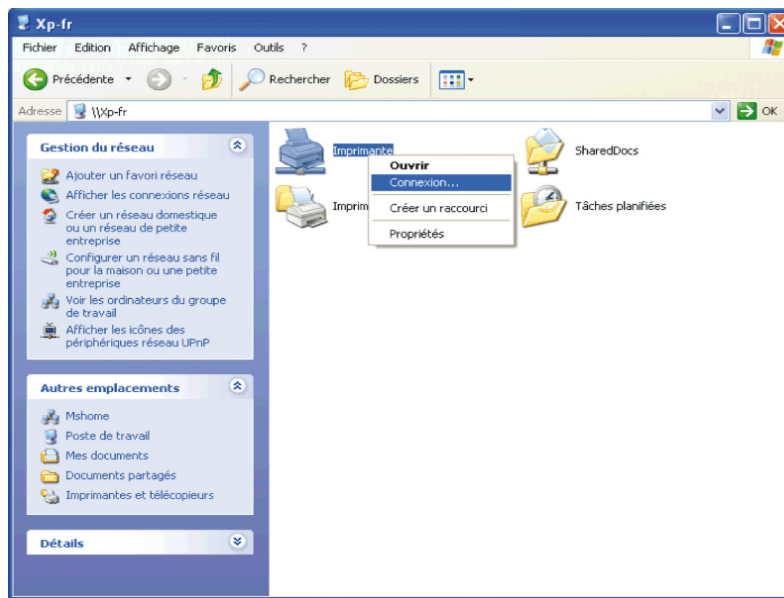 Xp-fr
Fichier Edition Affichage Favoris Outils ?
Précédente Rechercher Dossiers
Adresse \\Xp-fr OK
Gestion du réseau
Ajouter un favori réseau
Afficher les connexions réseau
Créer un réseau domestique
ou un réseau de petite
entreprise
Configurer un réseau sans fil
pour la maison ou une petite
entreprise
Voir les ordinateurs du groupe
de travail
Afficher les icônes des
périphériques réseau UPnP
Autres emplacements
Mshome
Poste de travail
Mes documents
Documents partagés
Imprimantes et télécopieurs
Détails
Imprimante
SharedDocs
Imprim
Tâches planifiées
Ouvrir
Connexion...
Créer un raccourci
Propriétés